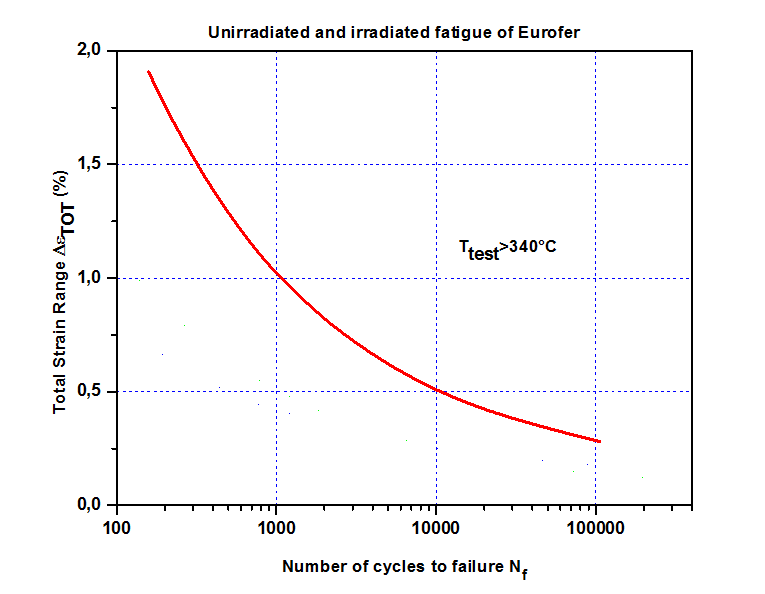 Unirradiated and irradiated fatigue of Eurofer
2,0
1,5
1,0
0,5
0,0
Total Strain Range ΔεTOT (%)
Ttest>340°C
100 1000 10000 100000
Number of cycles to failure Nf